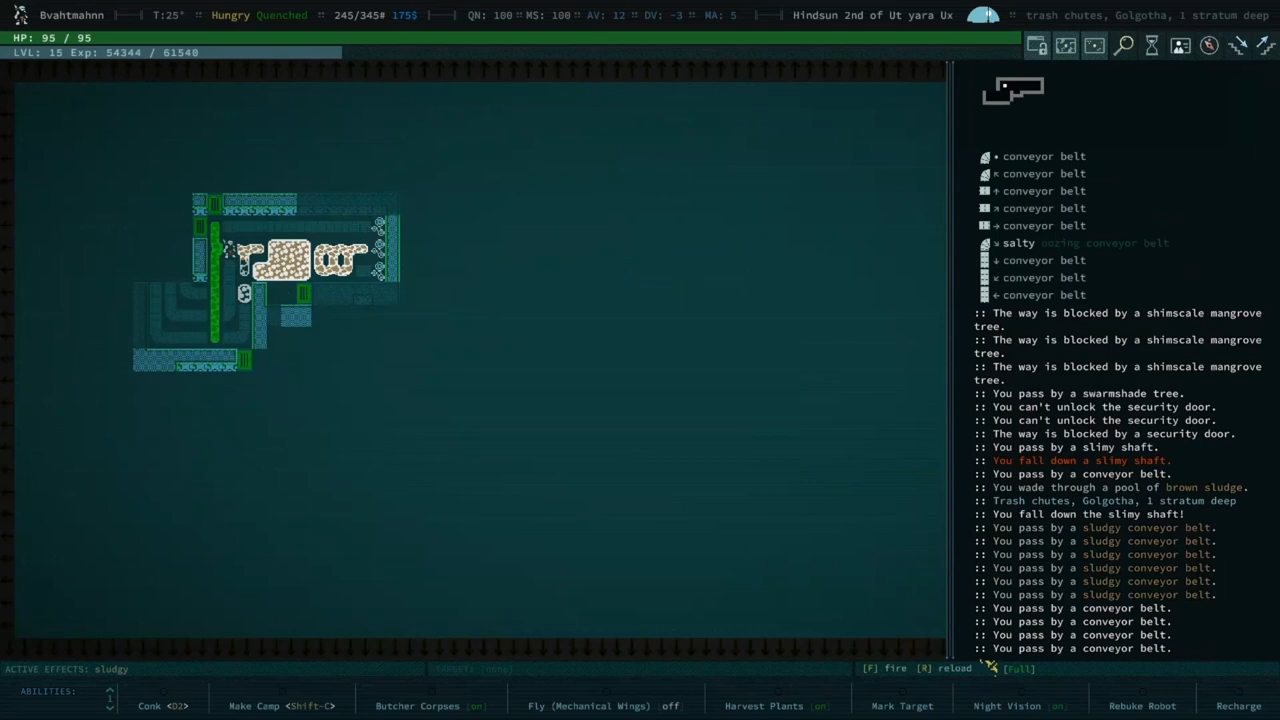 Bvahtmahnn T:25° Hungry Quenched 245/345# 175$ QN: 100 MS: 100 AV: 12 DV: -3 MA: 5 Hindsun 2nd of Ut yara Ux trash chutes, Golgotha, 1 stratum deep
HP: 95 / 95
LVL: 15 Exp: 54344 / 61540
conveyor belt
conveyor belt
conveyor belt
conveyor belt
conveyor belt
salty oozing conveyor belt
conveyor belt
conveyor belt
conveyor belt
:: The way is blocked by a shimscale mangrove
tree.
:: The way is blocked by a shimscale mangrove
tree.
:: The way is blocked by a shimscale mangrove
tree.
:: You pass by a swarmshade tree.
:: You can't unlock the security door.
:: You can't unlock the security door.
:: The way is blocked by a security door.
:: You pass by a slimy shaft.
:: You fall down a slimy shaft.
:: You pass by a conveyor belt.
:: You wade through a pool of brown sludge.
:: Trash chutes, Golgotha, 1 stratum deep
:: You fall down the slimy shaft!
:: You pass by a sludgy conveyor belt.
:: You pass by a sludgy conveyor belt.
:: You pass by a sludgy conveyor belt.
:: You pass by a sludgy conveyor belt.
:: You pass by a sludgy conveyor belt.
:: You pass by a sludgy conveyor belt.
:: You pass by a conveyor belt.
:: You pass by a conveyor belt.
:: You pass by a conveyor belt.
:: You pass by a conveyor belt.
ACTIVE EFFECTS: sludgy TARGET: [none] [F] fire [R] reload [Full]
ABILITIES: 1 Conk <02> Make Camp <Shift-C> Butcher Corpses [on] Fly (Mechanical Wings) [off] Harvest Plants [on] Mark Target Night Vision [on] Rebuke Robot Recharge